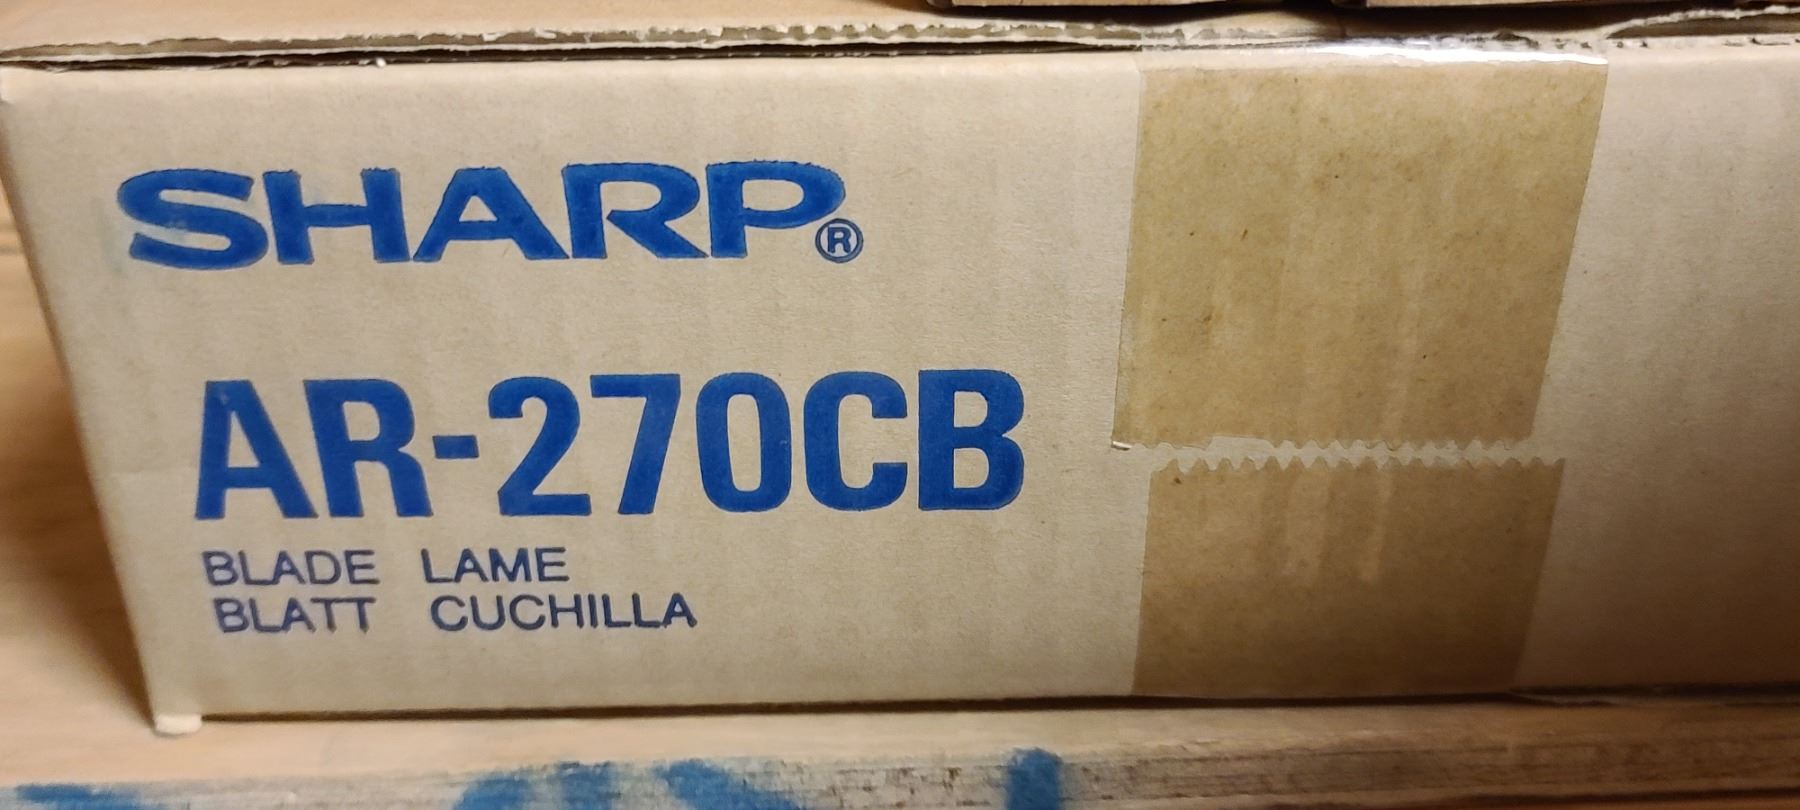 SHARP®
AR-270CB
BLADE LAME
BLATT CUCHILLA